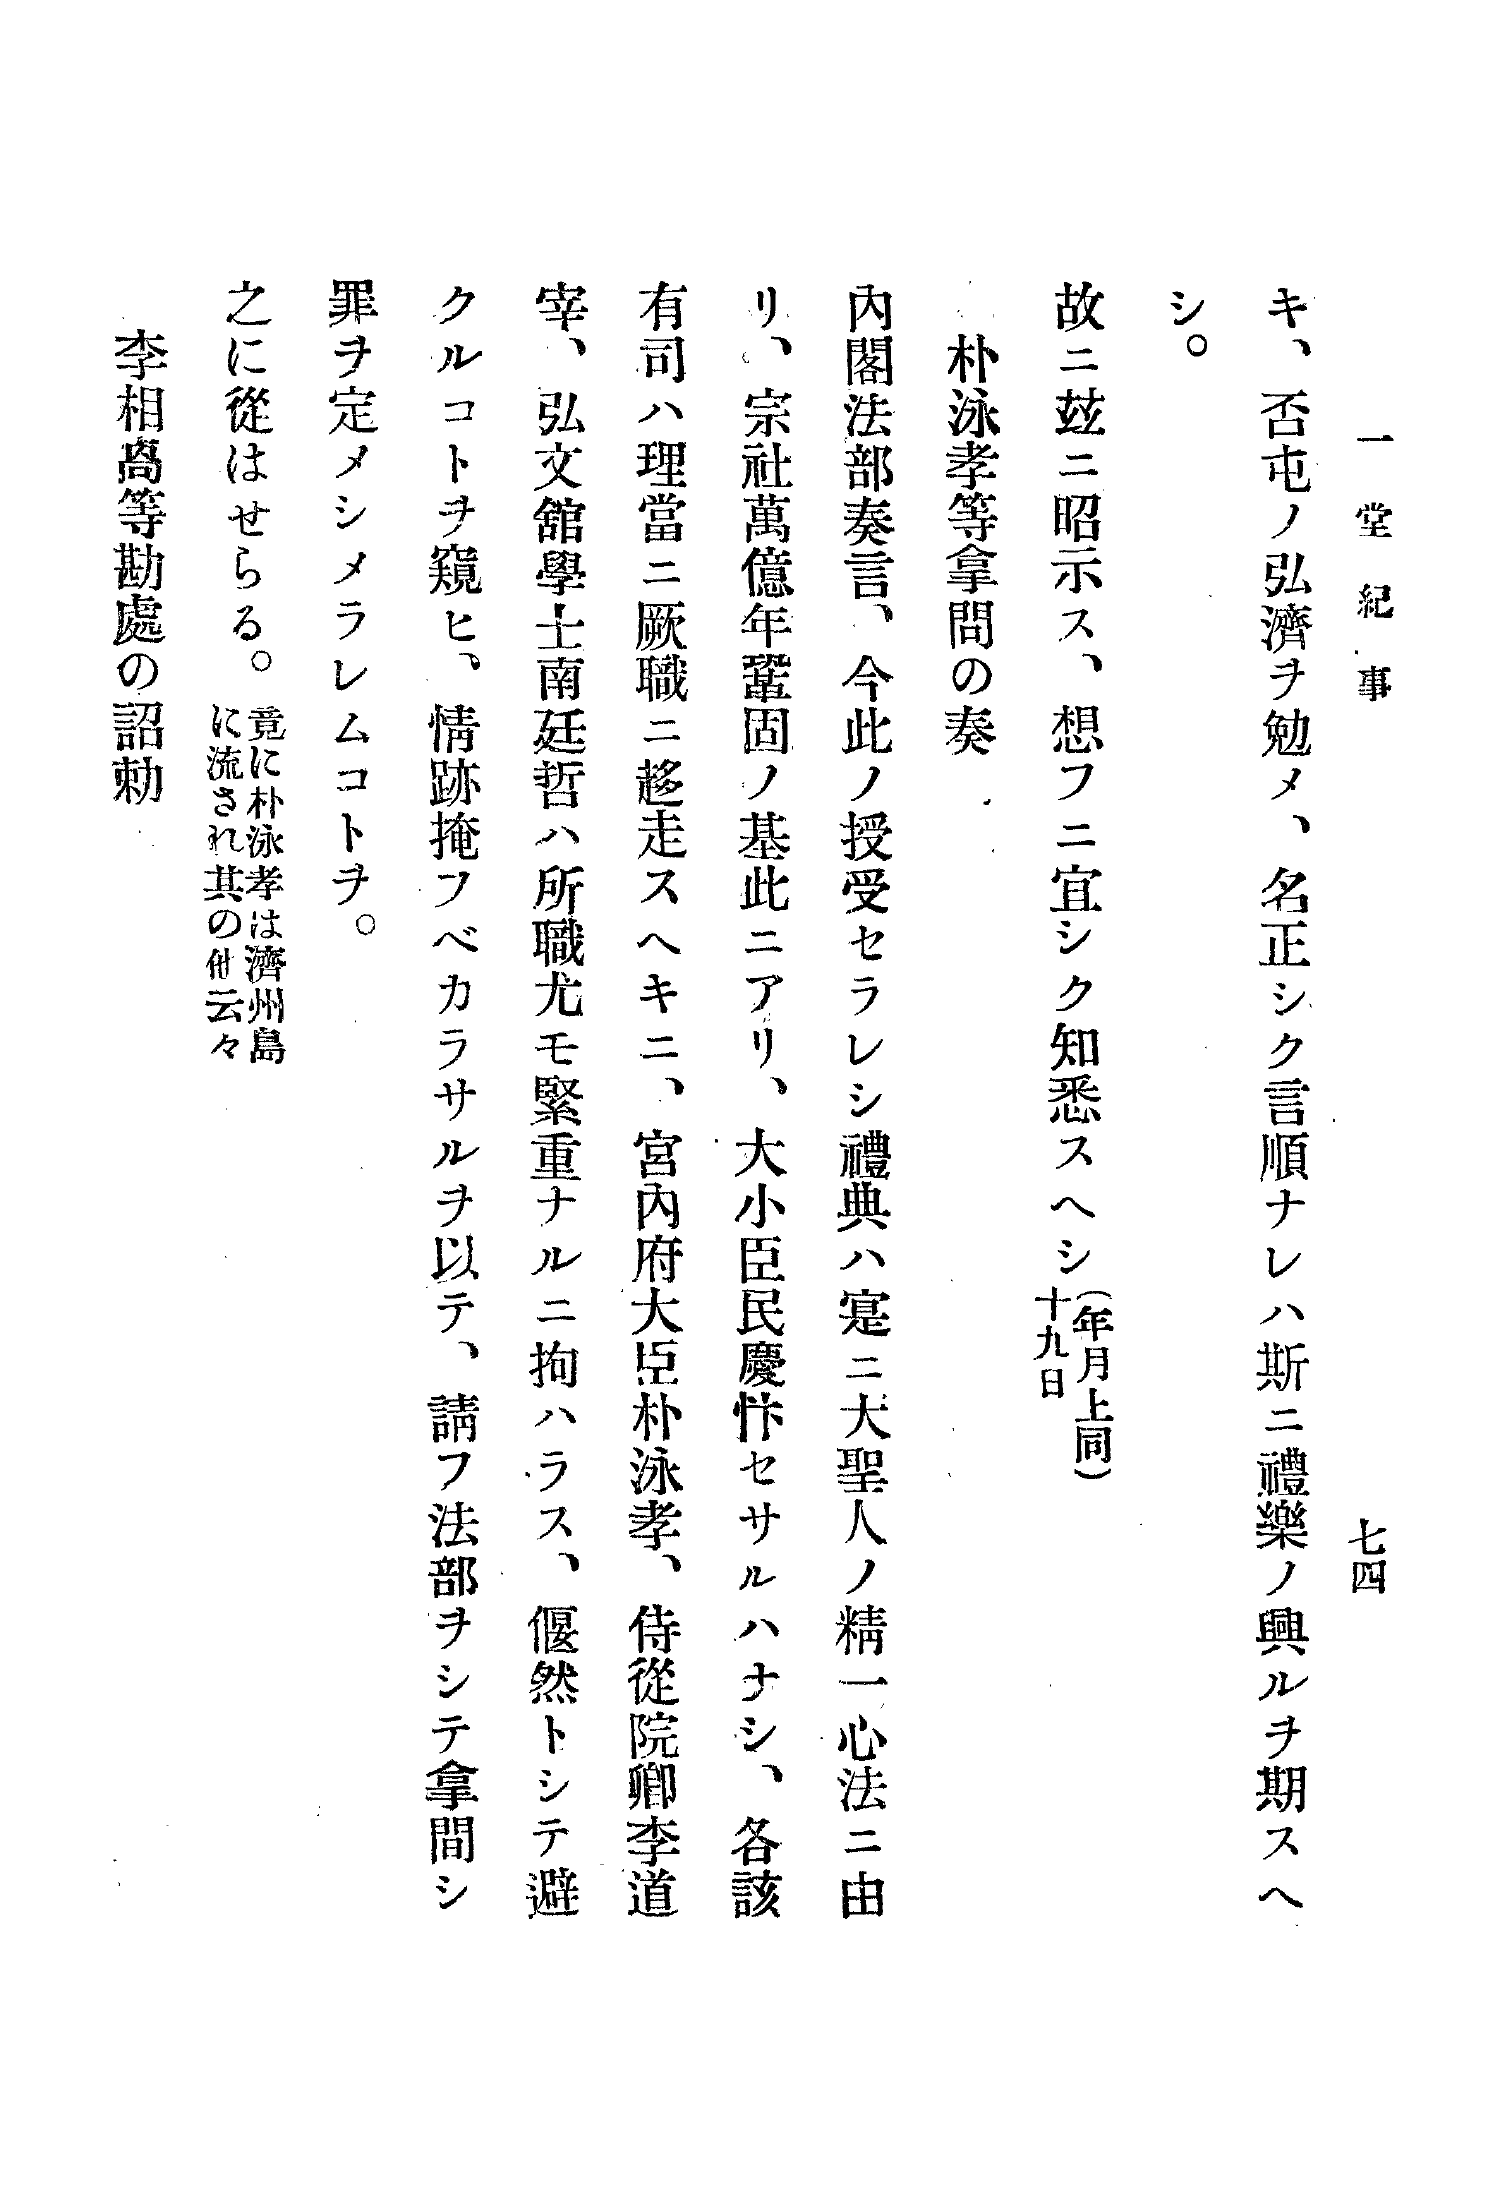 一堂紀事
七四
キ、否屯ノ弘濟ヲ勉メ、名正シク言順ナレハ斯ニ禮樂ノ興ルヲ期スヘ
シ。
故ニ玆ニ昭示ス、想フニ宜シク知悉スヘシ(年月上同)
十九日
朴泳孝等拿問の奏
內閣法部奏言、今此ノ授受セラレシ禮典ハ寔ニ大聖人ノ精一心法ニ由
リ、宗社萬億年鞏固ノ基此ニアリ、大小臣民慶忭セサルハナシ、各該
有司ハ理當ニ厥職ニ趍走スヘキニ、宮內府大臣朴泳孝、侍從院卿李道
宰、弘文舘學士南廷哲ハ所職尤モ緊重ナルニ拘ハラス、偃然トシテ避
クルコトヲ窺ヒ、情跡掩フベカラサルヲ以テ、請フ法部ヲシテ拿間シ
罪ヲ定メシメラレムコトヲ。
之に從はせらる。竟に朴泳孝は濟州島
に流され其の他云々
李相卨等勘處の詔勅